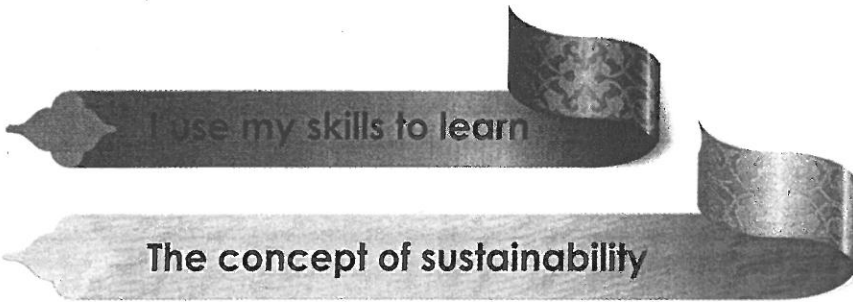 I use my skills to learn
The concept of sustainability